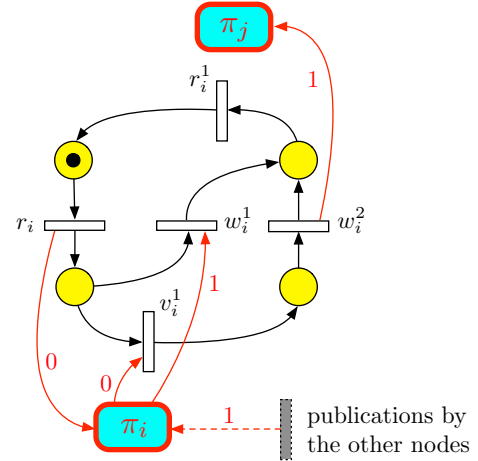 π_j
r_i^1
1
r_i
w_i^1
w_i^2
1
v_i^1
0
0
π_i
1
publications by
the other nodes